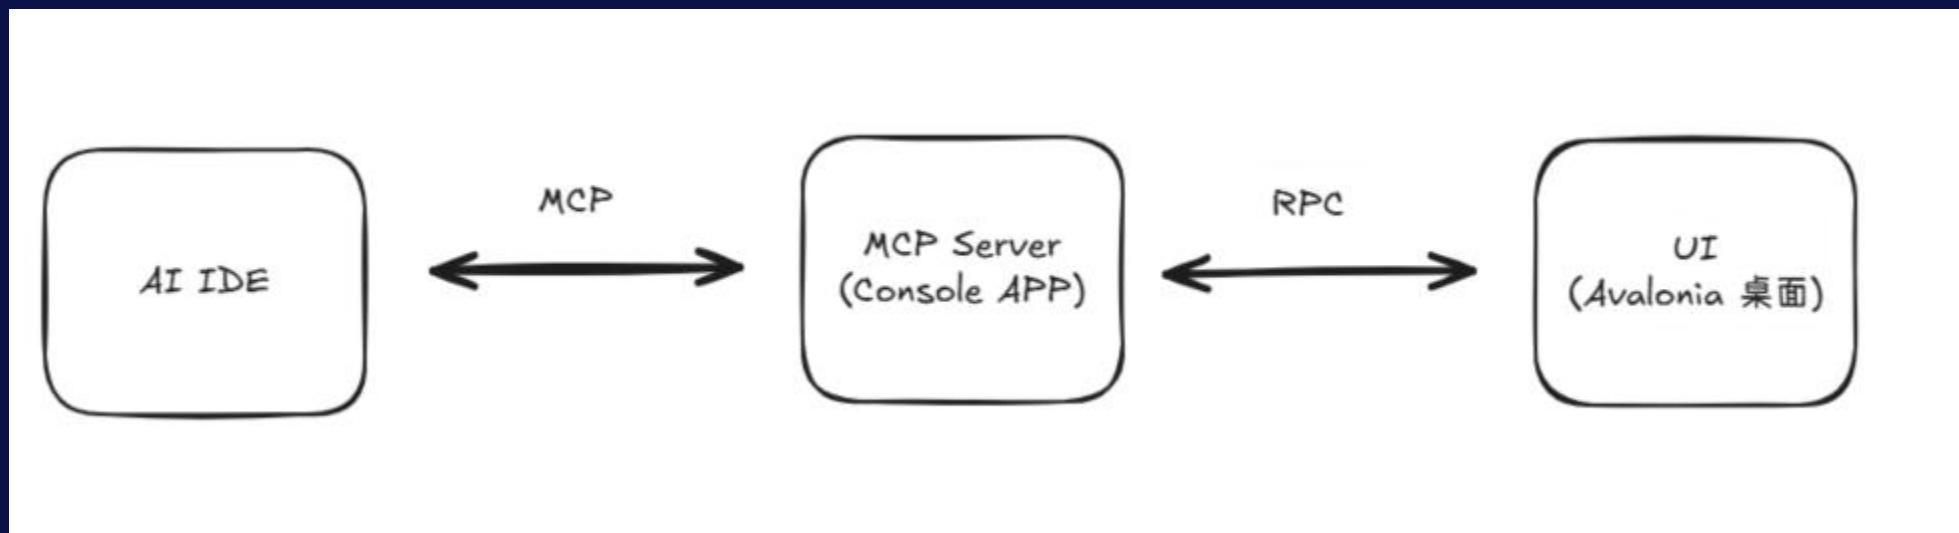 AI IDE
MCP
MCP Server
(Console APP)
RPC
UI
(Avalonia 桌面)